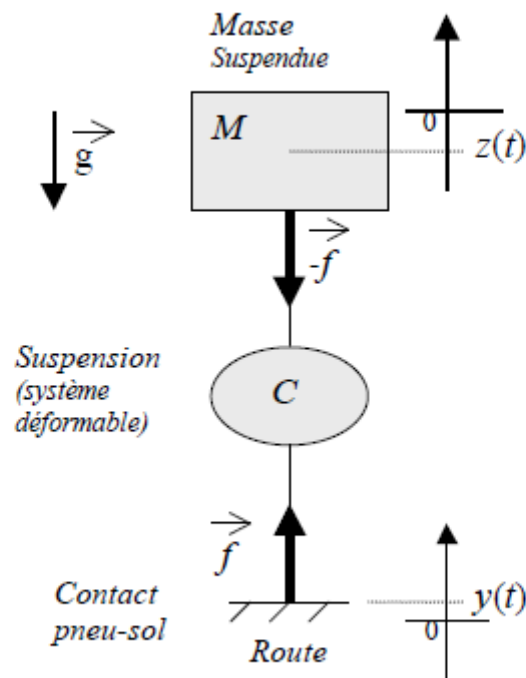 Masse
Suspendue
M
0
z(t)
g
-f
Suspension
(système
déformable)
C
f
Contact
pneu-sol
y(t)
0
Route